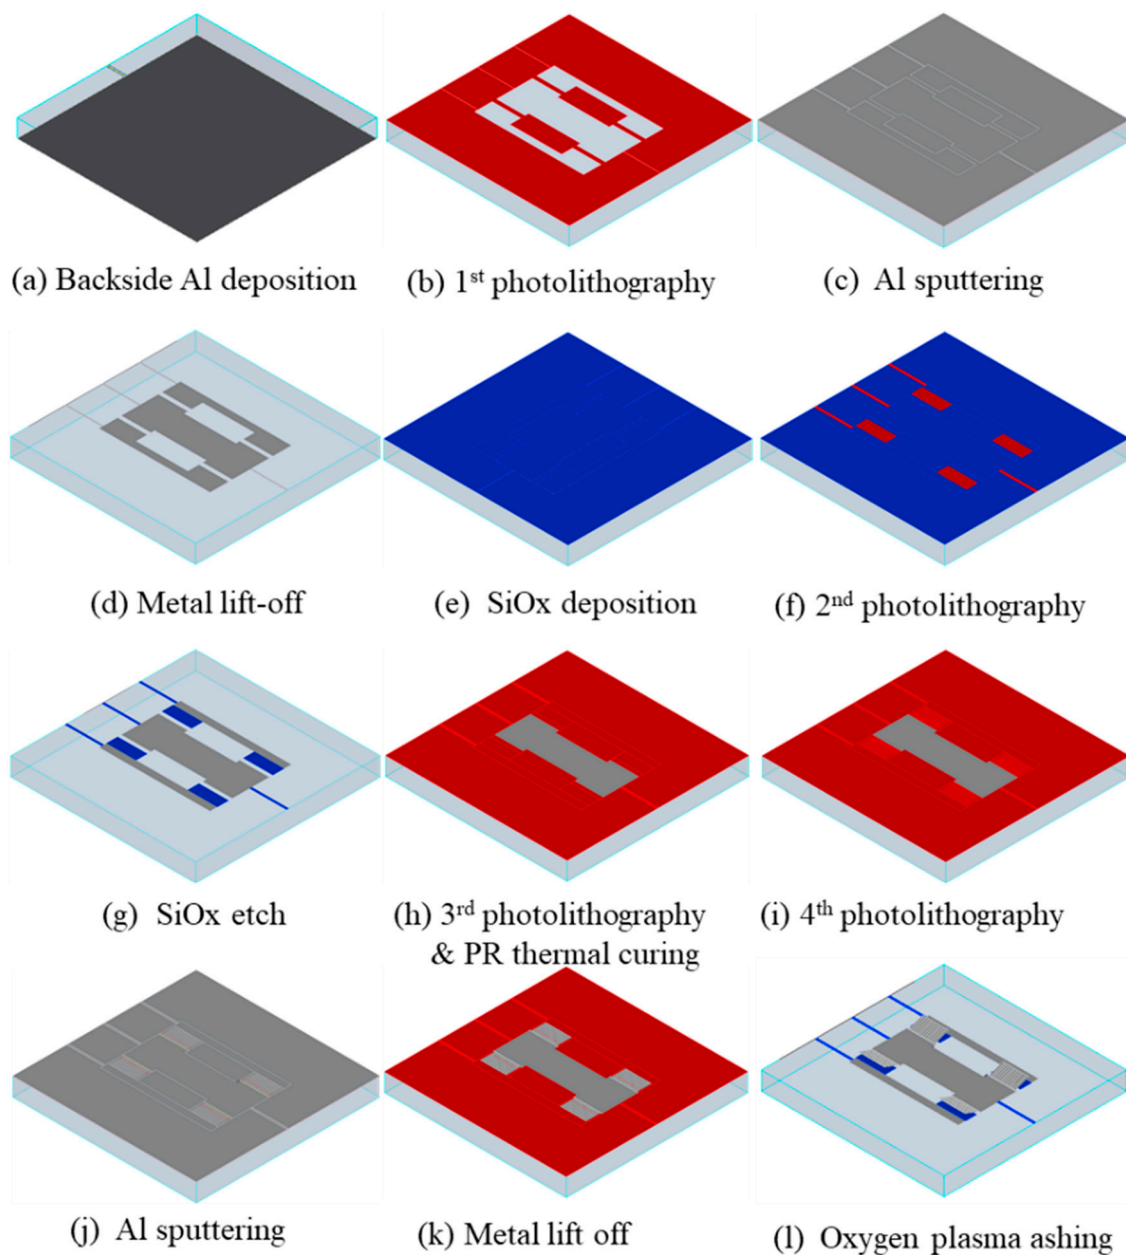 (a) Backside Al deposition
(b) 1st photolithography
(c) Al sputtering
(d) Metal lift-off
(e) SiOx deposition
(f) 2nd photolithography
(g) SiOx etch
(h) 3rd photolithography
& PR thermal curing
(i) 4th photolithography
(j) Al sputtering
(k) Metal lift off
(l) Oxygen plasma ashing